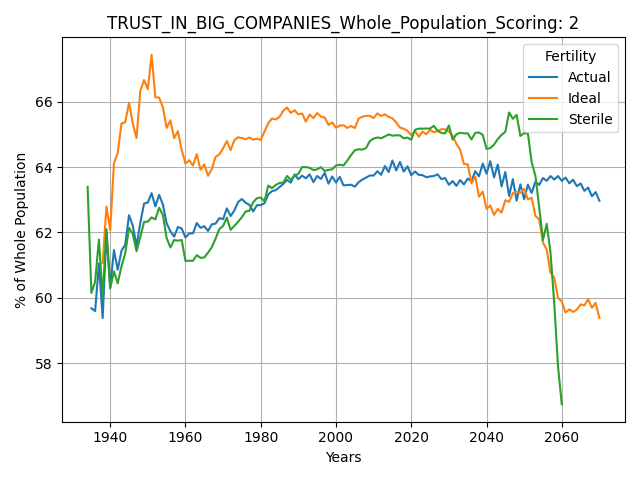 TRUST_IN_BIG_COMPANIES_Whole_Population_Scoring: 2
Fertility
Actual
Ideal
Sterile
% of Whole Population
66
64
62
60
58
1940 1960 1980 2000 2020 2040 2060
Years